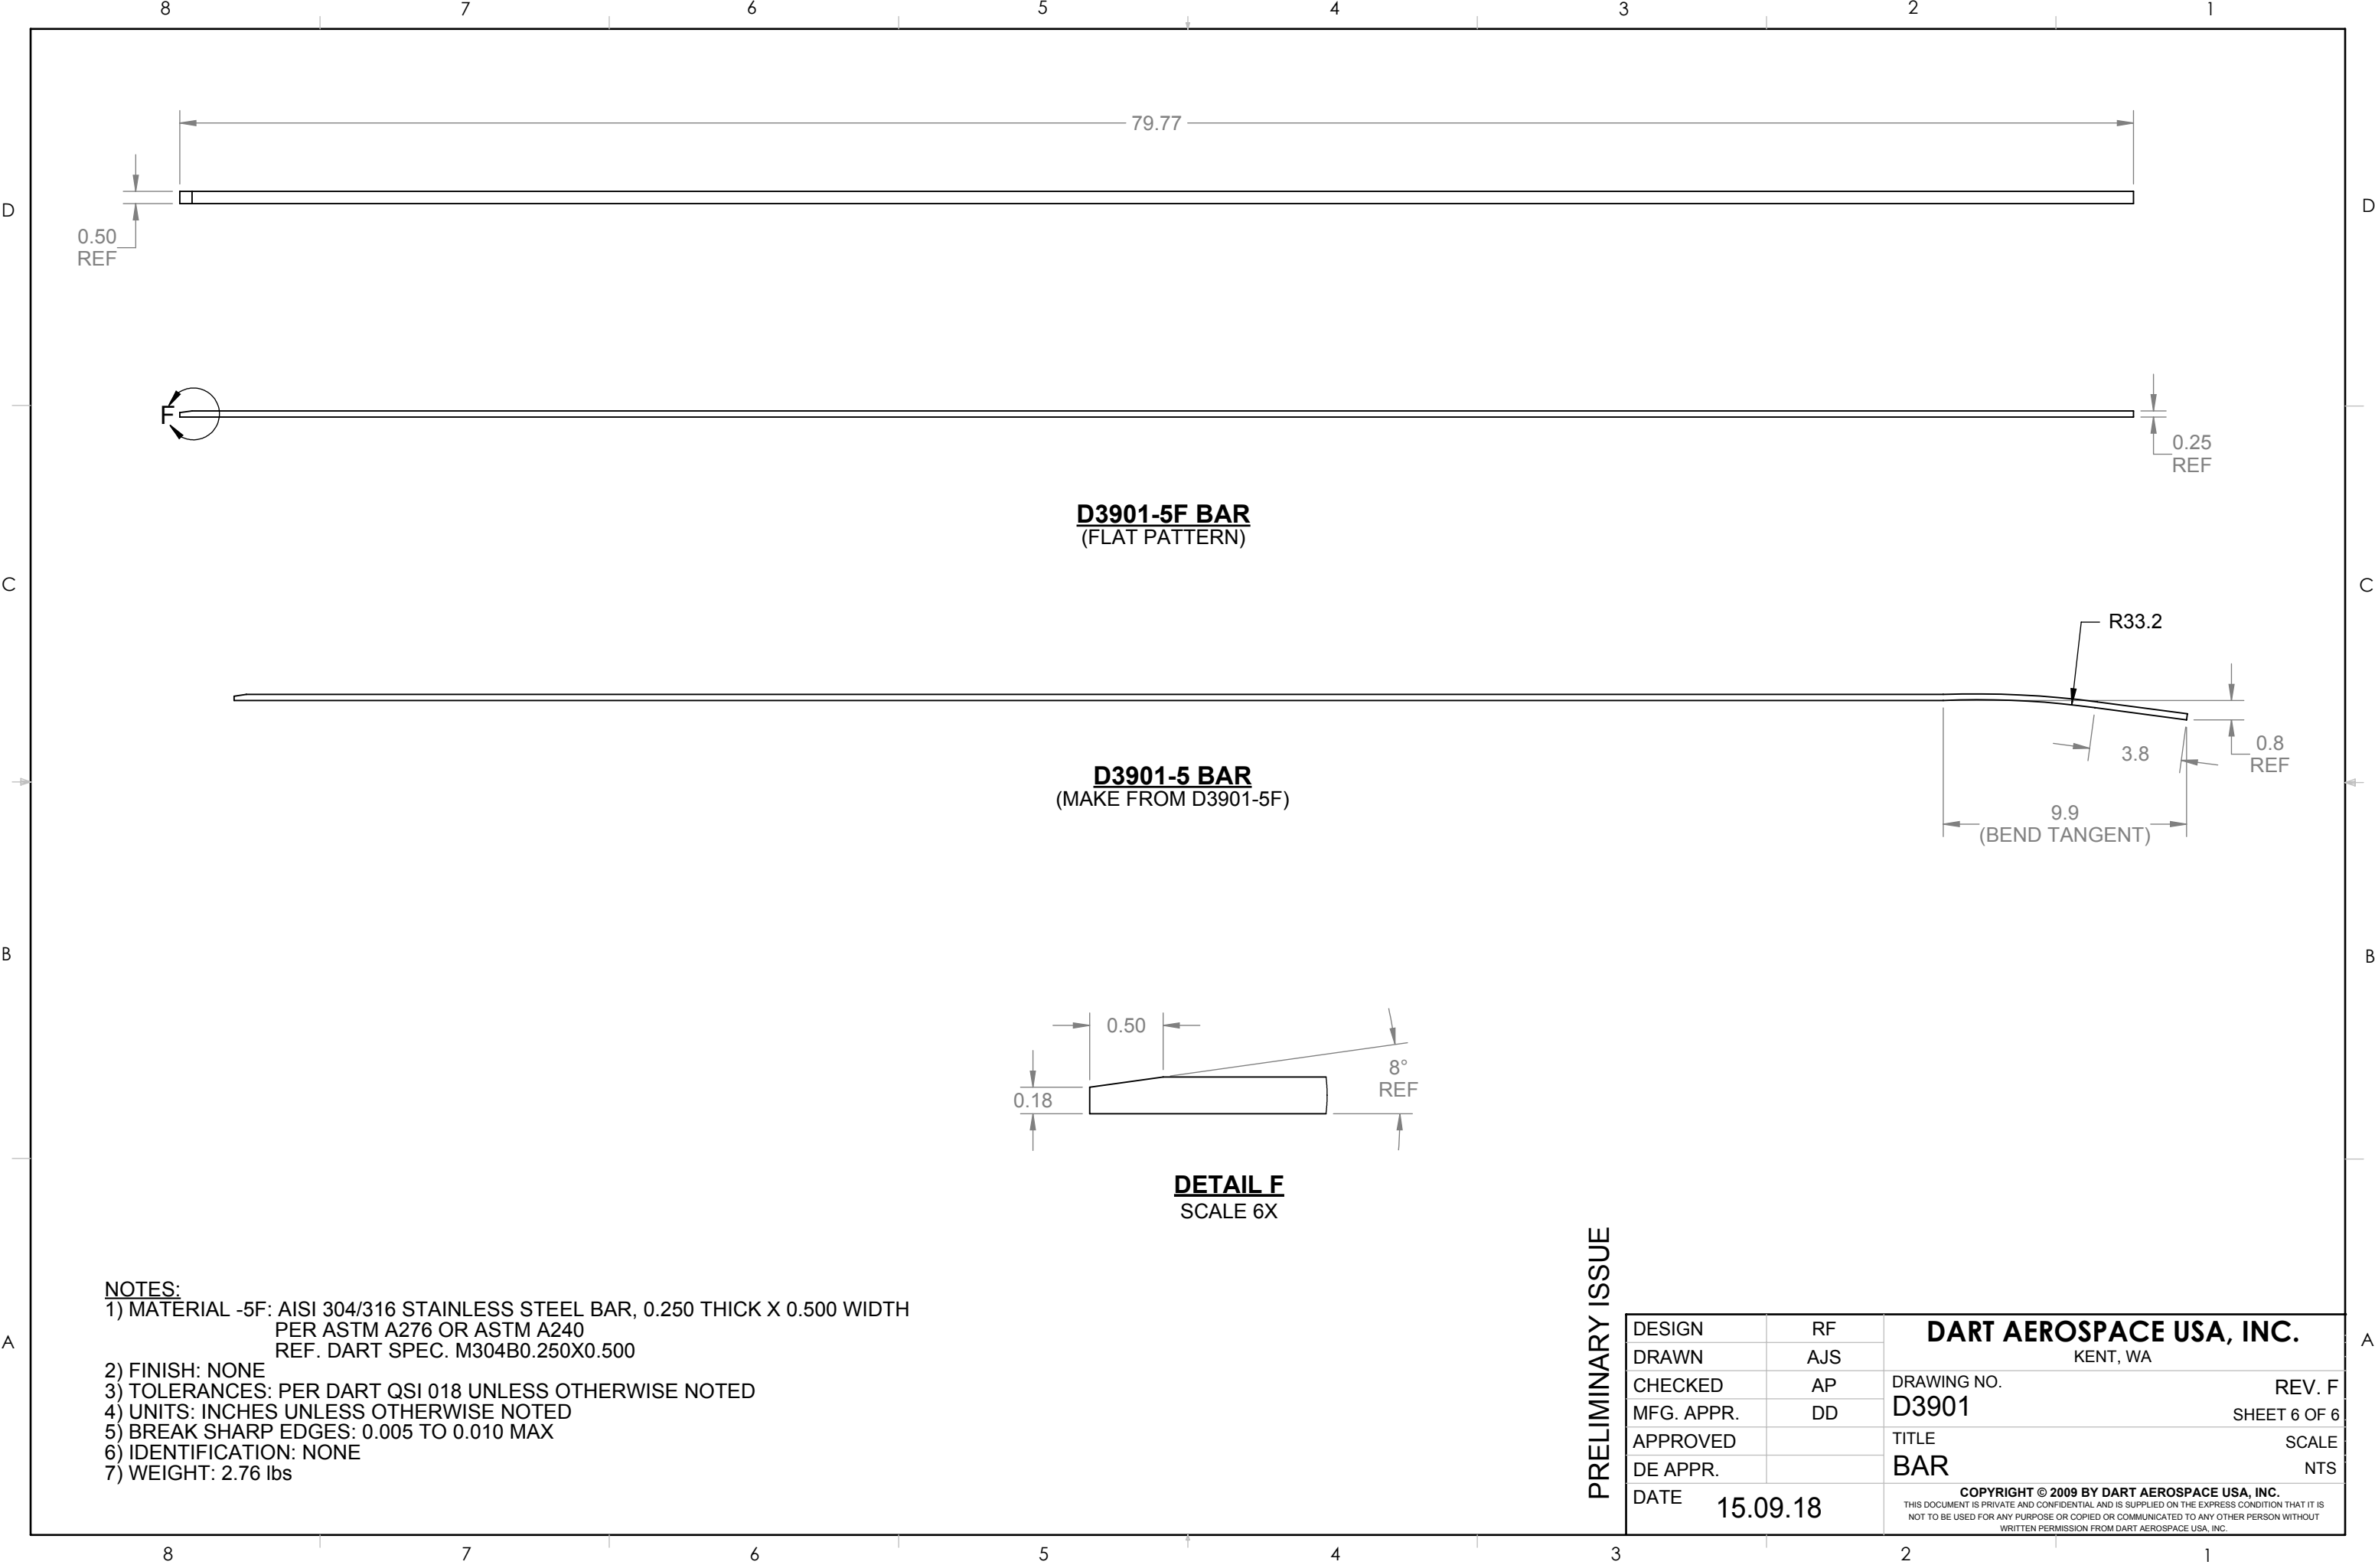 8 7 6 5 4 3 2 1
79.77
D
D
0.50
REF
F
0.25
REF
D3901-5F BAR
(FLAT PATTERN)
C
C
R33.2
0.8
REF
3.8
D3901-5 BAR
(MAKE FROM D3901-5F)
9.9
(BEND TANGENT)
B
B
0.50
8°
REF
0.18
DETAIL F
SCALE 6X
NOTES:
1) MATERIAL -5F: AISI 304/316 STAINLESS STEEL BAR, 0.250 THICK X 0.500 WIDTH
PER ASTM A276 OR ASTM A240
REF. DART SPEC. M304B0.250X0.500
2) FINISH: NONE
3) TOLERANCES: PER DART QSI 018 UNLESS OTHERWISE NOTED
4) UNITS: INCHES UNLESS OTHERWISE NOTED
5) BREAK SHARP EDGES: 0.005 TO 0.010 MAX
6) IDENTIFICATION: NONE
7) WEIGHT: 2.76 lbs
A
A
PRELIMINARY ISSUE
DESIGN RF
DRAWN AJS
CHECKED AP
MFG. APPR. DD
APPROVED
DE APPR.
DATE 15.09.18
DART AEROSPACE USA, INC.
KENT, WA
DRAWING NO. REV. F
D3901 SHEET 6 OF 6
TITLE SCALE
BAR NTS
COPYRIGHT © 2009 BY DART AEROSPACE USA, INC.
THIS DOCUMENT IS PRIVATE AND CONFIDENTIAL AND IS SUPPLIED ON THE EXPRESS CONDITION THAT IT IS
NOT TO BE USED FOR ANY PURPOSE OR COPIED OR COMMUNICATED TO ANY OTHER PERSON WITHOUT
WRITTEN PERMISSION FROM DART AEROSPACE USA, INC.
8 7 6 5 4 3 2 1